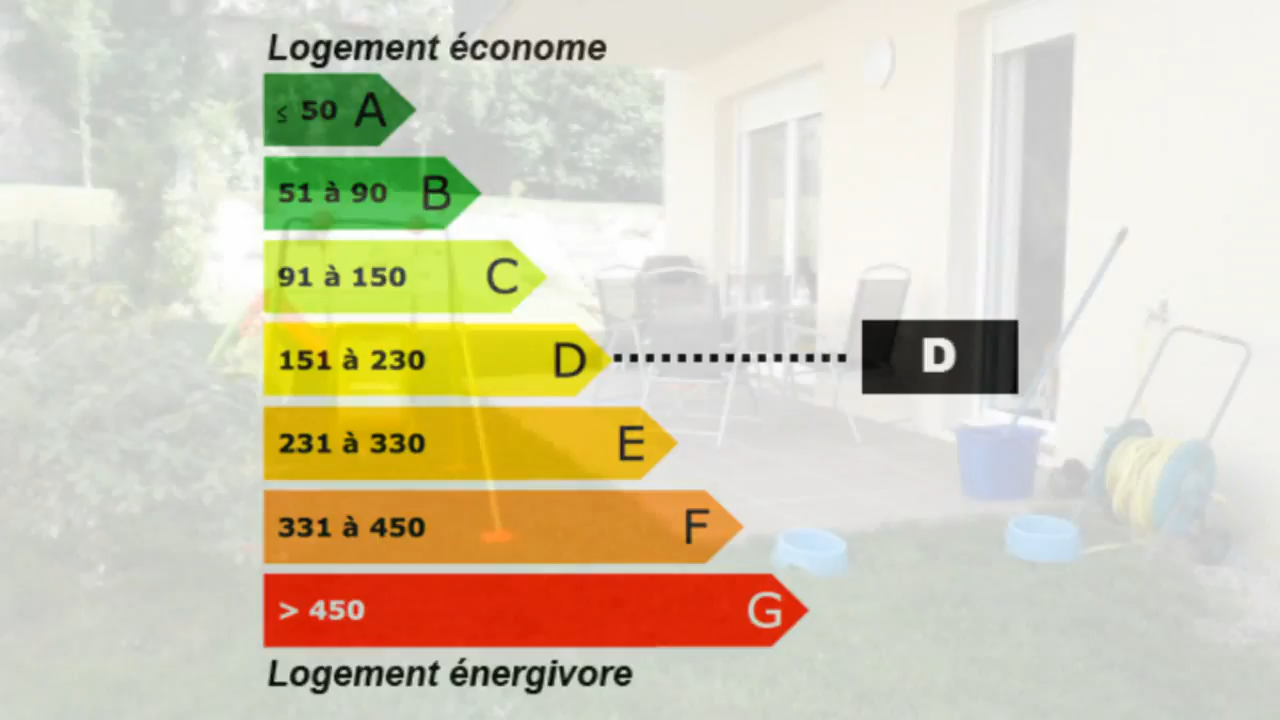 Logement économe
≤ 50 A
51 à 90 B
91 à 150 C
151 à 230 D D
231 à 330 E
331 à 450 F
> 450 G
Logement énergivore